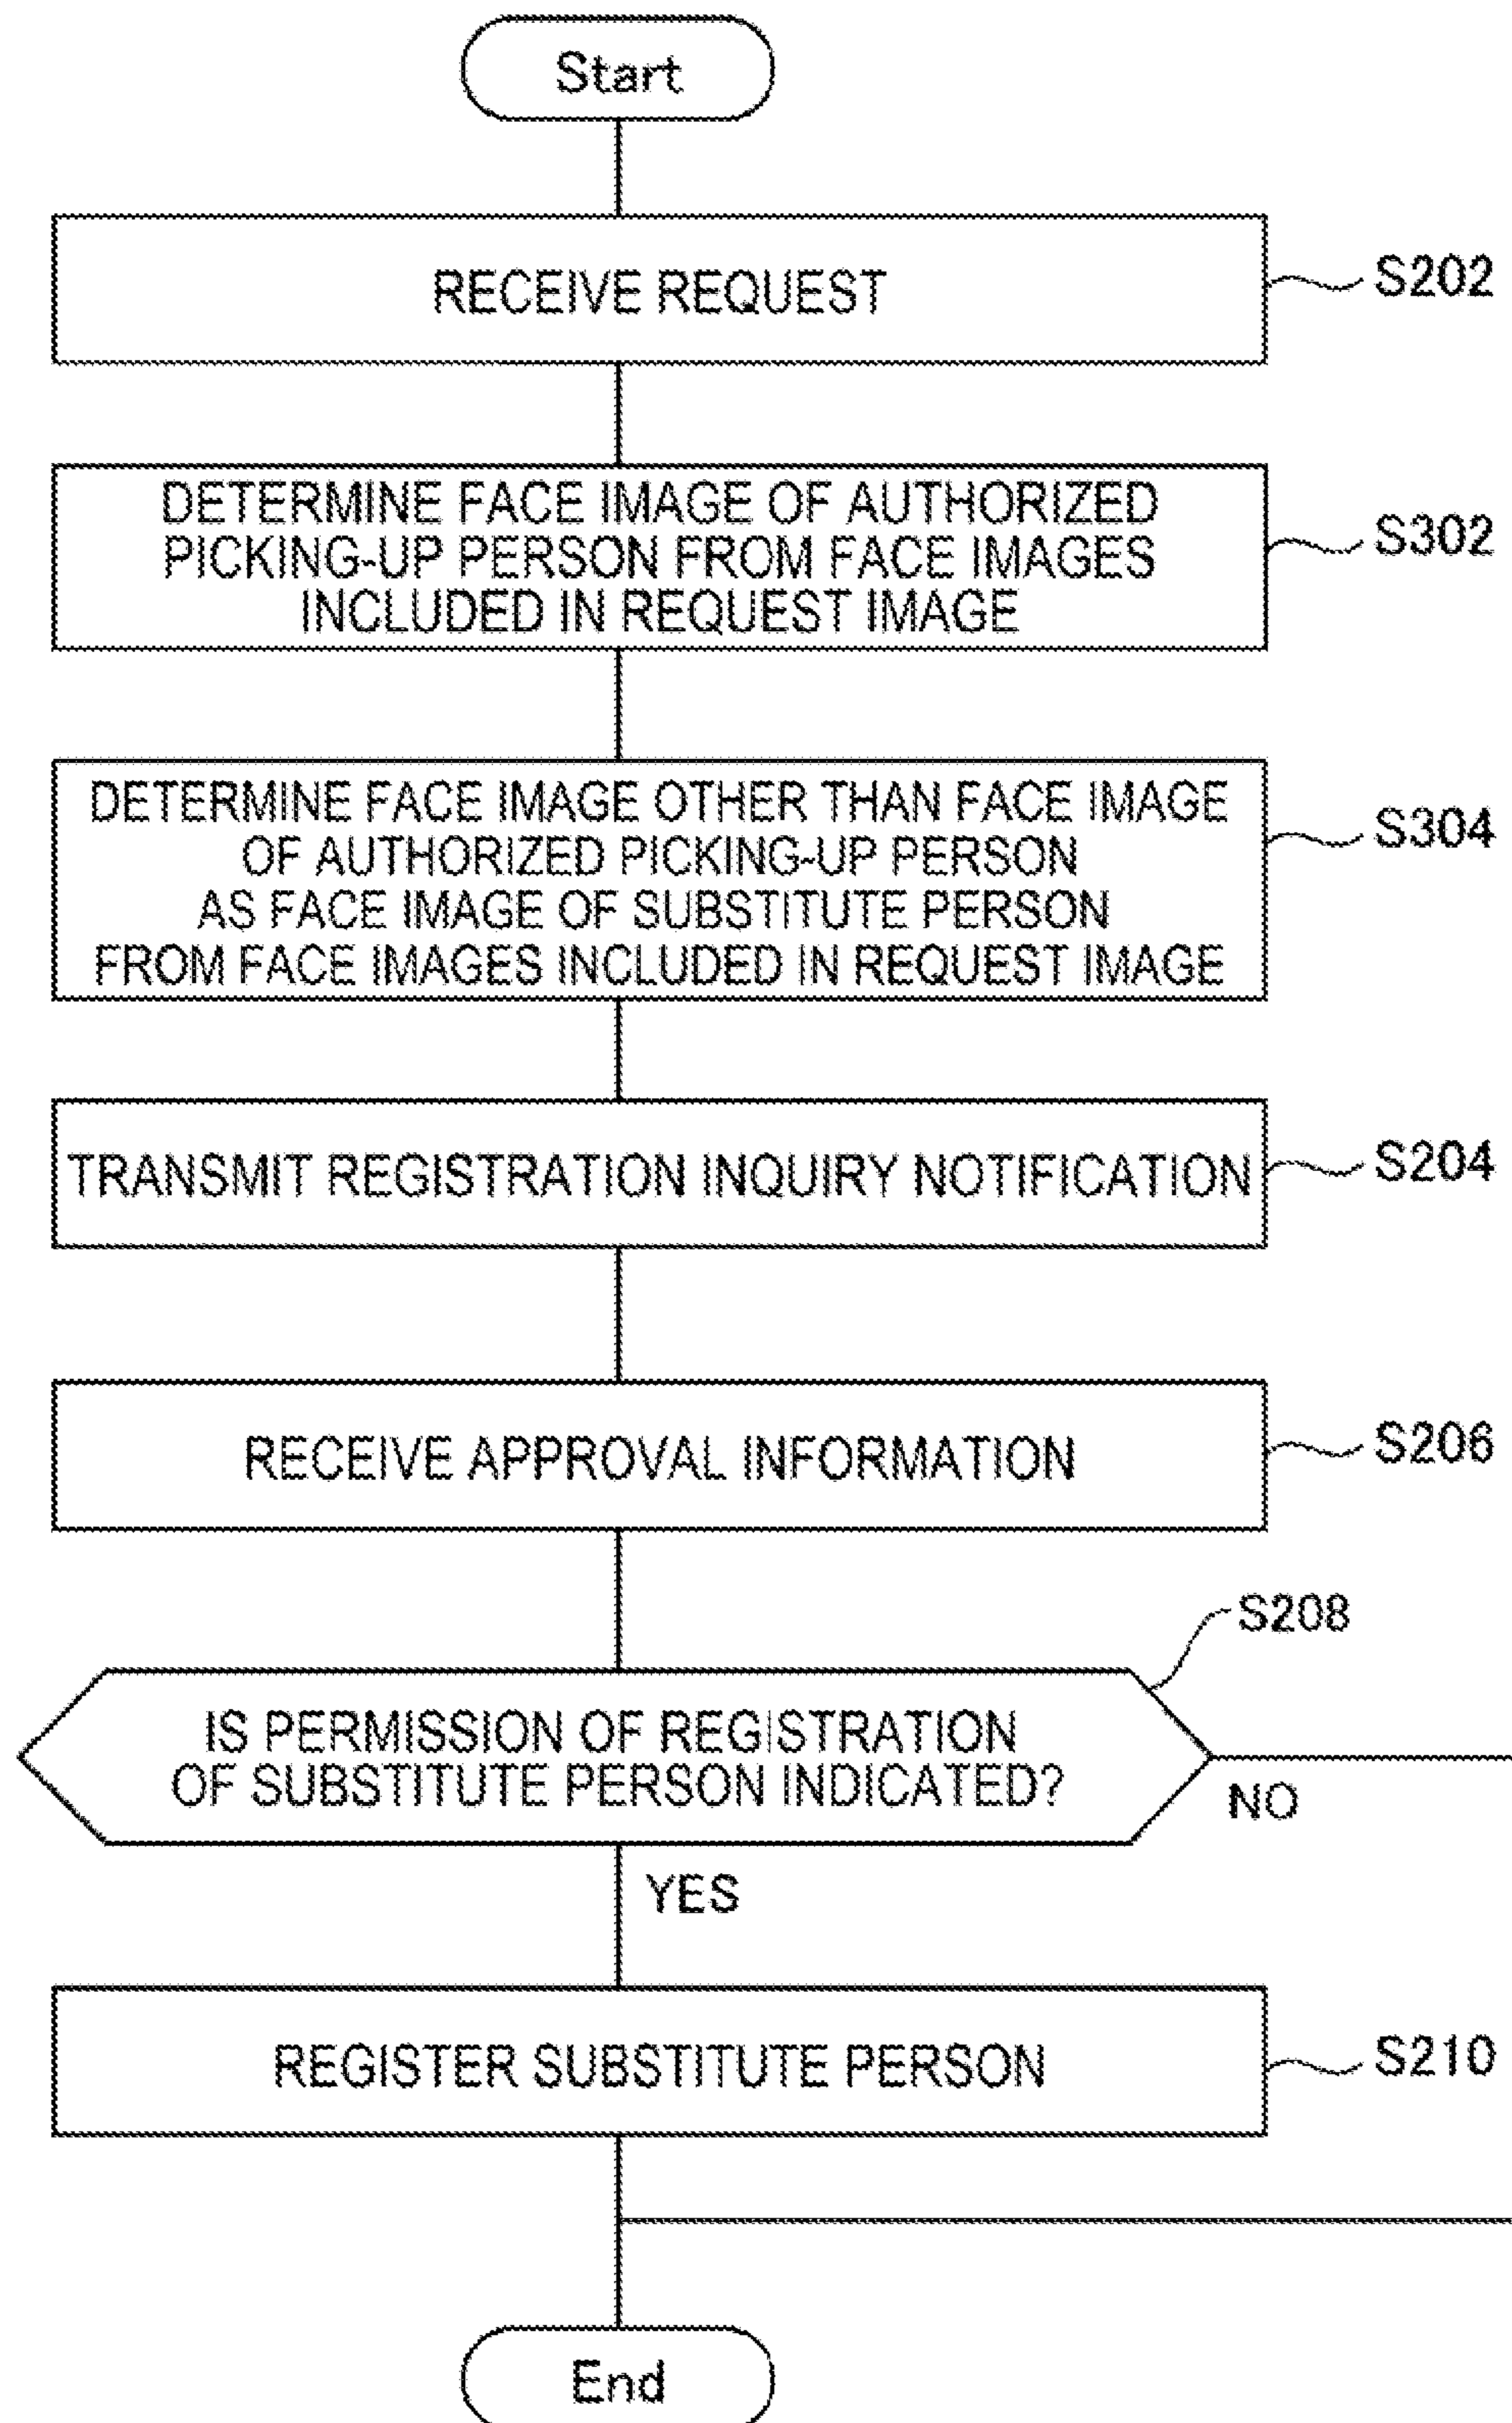 Start
RECEIVE REQUEST
S202
DETERMINE FACE IMAGE OF AUTHORIZED
PICKING-UP PERSON FROM FACE IMAGES
INCLUDED IN REQUEST IMAGE
S302
DETERMINE FACE IMAGE OTHER THAN FACE IMAGE
OF AUTHORIZED PICKING-UP PERSON
AS FACE IMAGE OF SUBSTITUTE PERSON
FROM FACE IMAGES INCLUDED IN REQUEST IMAGE
S304
TRANSMIT REGISTRATION INQUIRY NOTIFICATION
S204
RECEIVE APPROVAL INFORMATION
S206
S208
IS PERMISSION OF REGISTRATION
OF SUBSTITUTE PERSON INDICATED?
NO
YES
REGISTER SUBSTITUTE PERSON
S210
End